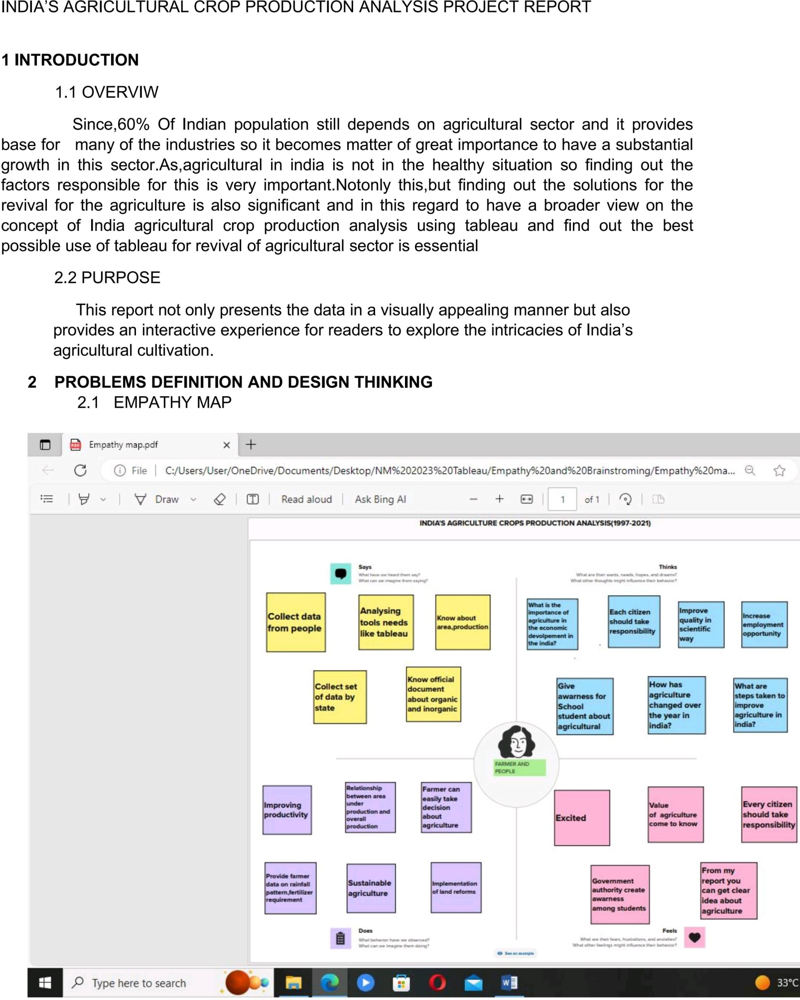 INDIA’S AGRICULTURAL CROP PRODUCTION ANALYSIS PROJECT REPORT
1 INTRODUCTION
1.1 OVERVIW
Since,60% Of Indian population still depends on agricultural sector and it provides
base for many of the industries so it becomes matter of great importance to have a substantial
growth in this sector.As,agricultural in india is not in the healthy situation so finding out the
factors responsible for this is very important.Notonly this,but finding out the solutions for the
revival for the agriculture is also significant and in this regard to have a broader view on the
concept of India agricultural crop production analysis using tableau and find out the best
possible use of tableau for revival of agricultural sector is essential
2.2 PURPOSE
This report not only presents the data in a visually appealing manner but also
provides an interactive experience for readers to explore the intricacies of India’s
agricultural cultivation.
2 PROBLEMS DEFINITION AND DESIGN THINKING
2.1 EMPATHY MAP
Empathy map.pdf
File
C:/Users/User/OneDrive/Documents/Desktop/NM%202023%20Tableau/Empathy%20and%20Brainstroming/Empathy%20ma...
Draw
Read aloud
Ask Bing AI
1
of 1
INDIA'S AGRICULTURE CROPS PRODUCTION ANALYSIS(1997-2021)
Says
What have we heard them say?
What can we imagine them saying?
Collect data
from people
Analysing
tools needs
like tableau
Know about
area,production
Collect set
of data by
state
Know official
document
about organic
and inorganic
Thinks
What are their wants, needs, hopes, and dreams?
What other thoughts might influence their behavior?
What is the
importance of
agriculture in
the economic
devolpement in
the india?
Each citizen
should take
responsibility
Improve
quality in
scientific
way
Increase
employment
opportunity
Give
awarness for
School
student about
agricultural
How has
agriculture
changed over
the year in
india?
What are
steps taken to
improve
agriculture in
india?
FARMER AND
PEOPLE
Improving
productivity
Relationship
between area
under
production and
overall
production
Farmer can
easily take
decision
about
agriculture
Provide farmer
data on rainfall
pattern,fertilizer
requirement
Sustainable
agriculture
Implementation
of land reforms
Does
What behavior have we observed?
What can we imagine them doing?
Excited
Value
of agriculture
come to know
Every citizen
should take
responsibility
Government
authority create
awarness
among students
From my
report you
can get clear
idea about
agriculture
Feels
What are their fears, frustrations, and anxieties?
What other feelings might influence their behavior?
See an example
Type here to search
33°C